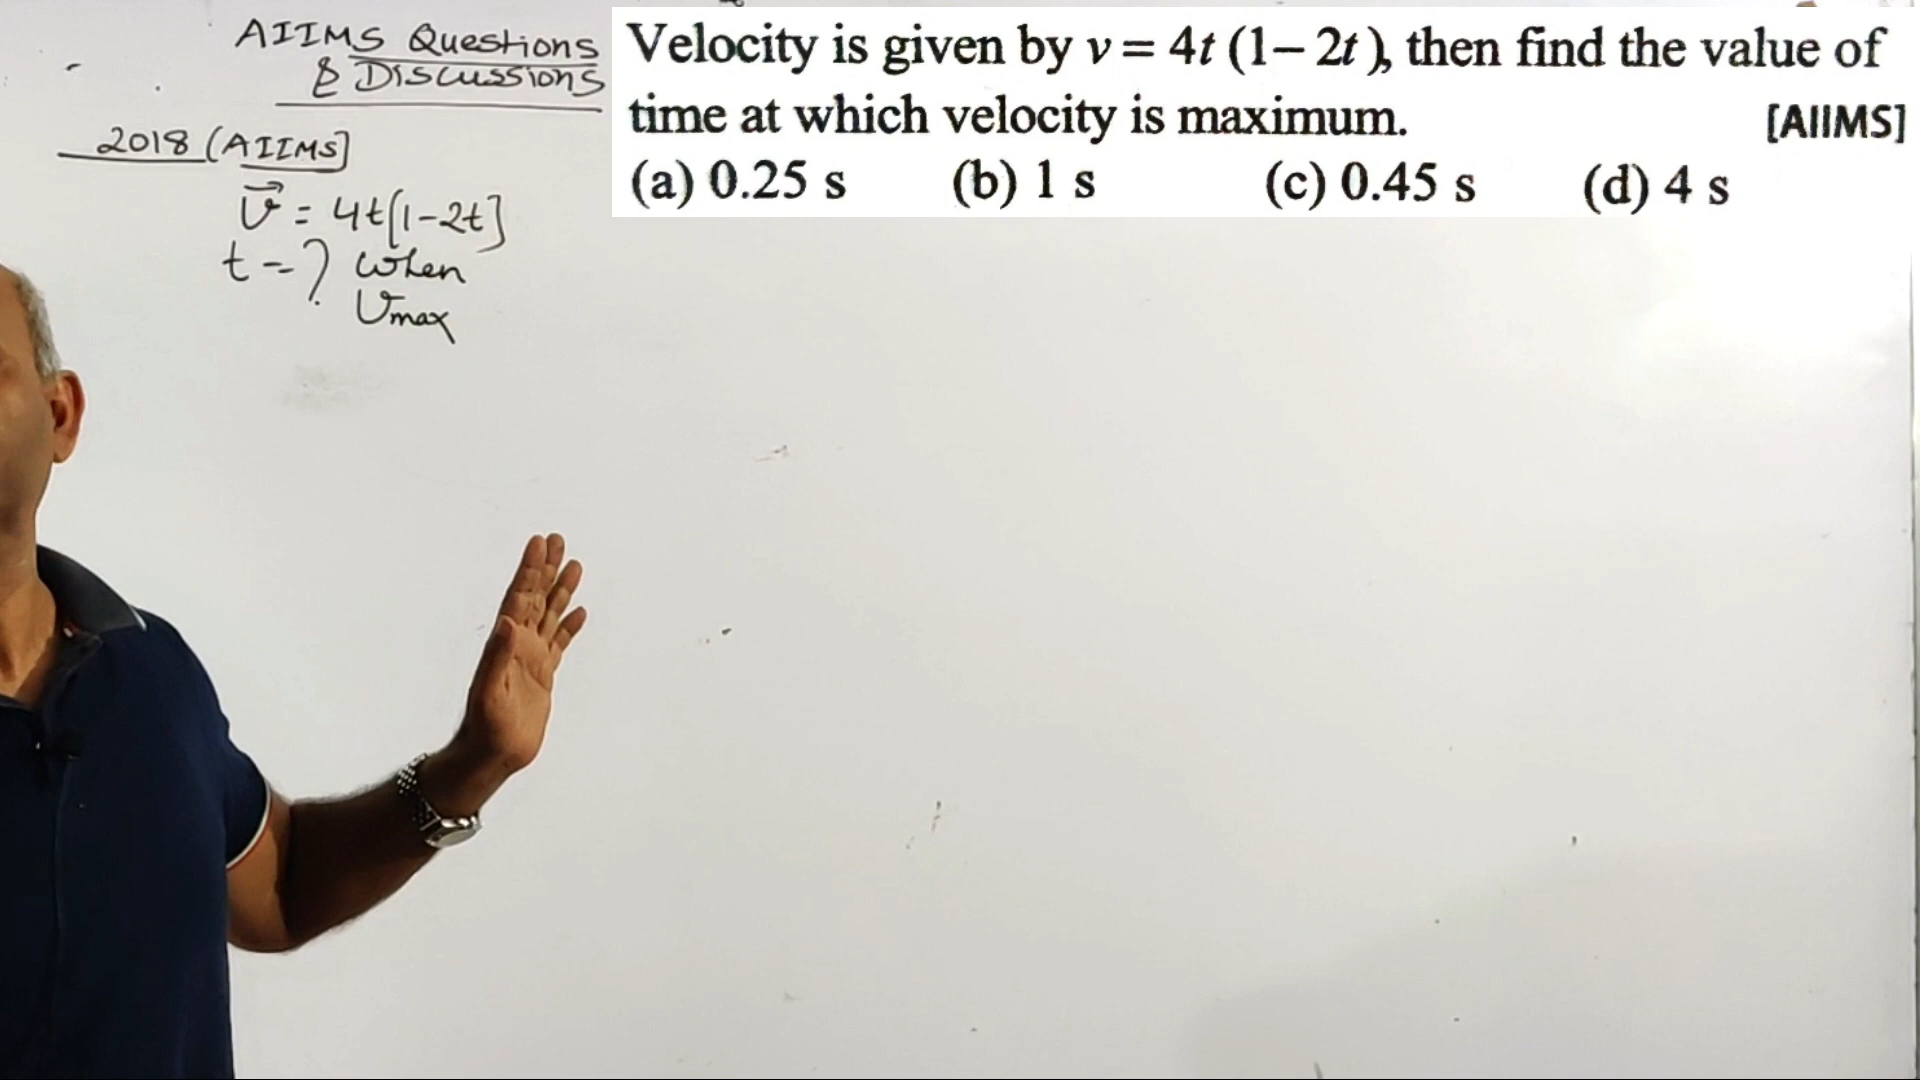 AIIMS Questions
& Discussions
2018 (AIIMS]
v = 4t[1-2t]
t = ? when
vmax
Velocity is given by v = 4t (1– 2t ), then find the value of
time at which velocity is maximum. [AIIMS]
(a) 0.25 s (b) 1 s (c) 0.45 s (d) 4 s